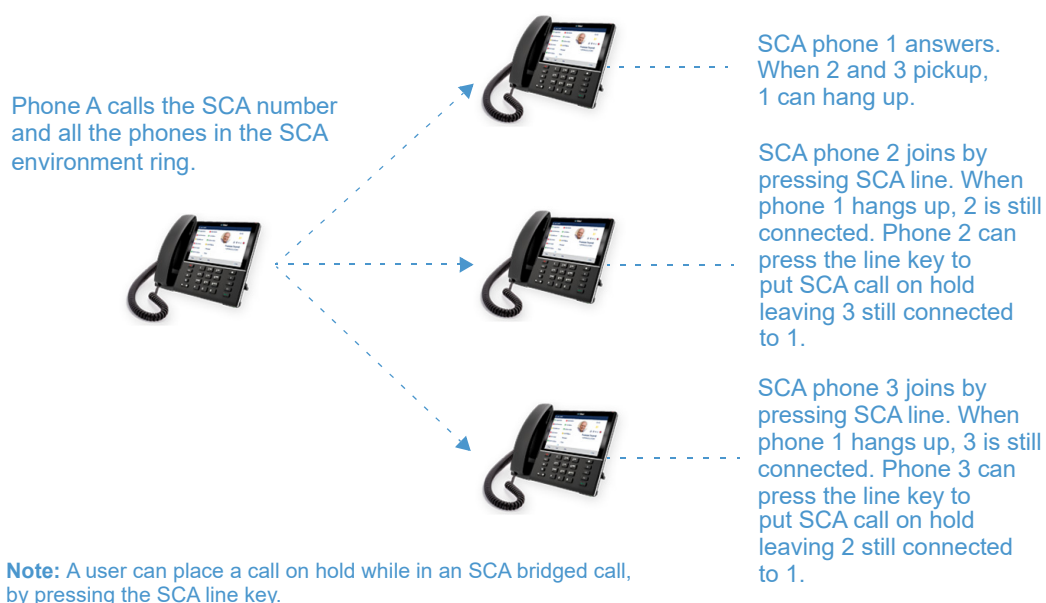 Phone A calls the SCA number
and all the phones in the SCA
environment ring.
SCA phone 1 answers.
When 2 and 3 pickup,
1 can hang up.
SCA phone 2 joins by
pressing SCA line. When
phone 1 hangs up, 2 is still
connected. Phone 2 can
press the line key to
put SCA call on hold
leaving 3 still connected
to 1.
SCA phone 3 joins by
pressing SCA line. When
phone 1 hangs up, 3 is still
connected. Phone 3 can
press the line key to
put SCA call on hold
leaving 2 still connected
to 1.
Note: A user can place a call on hold while in an SCA bridged call,
by pressing the SCA line key.